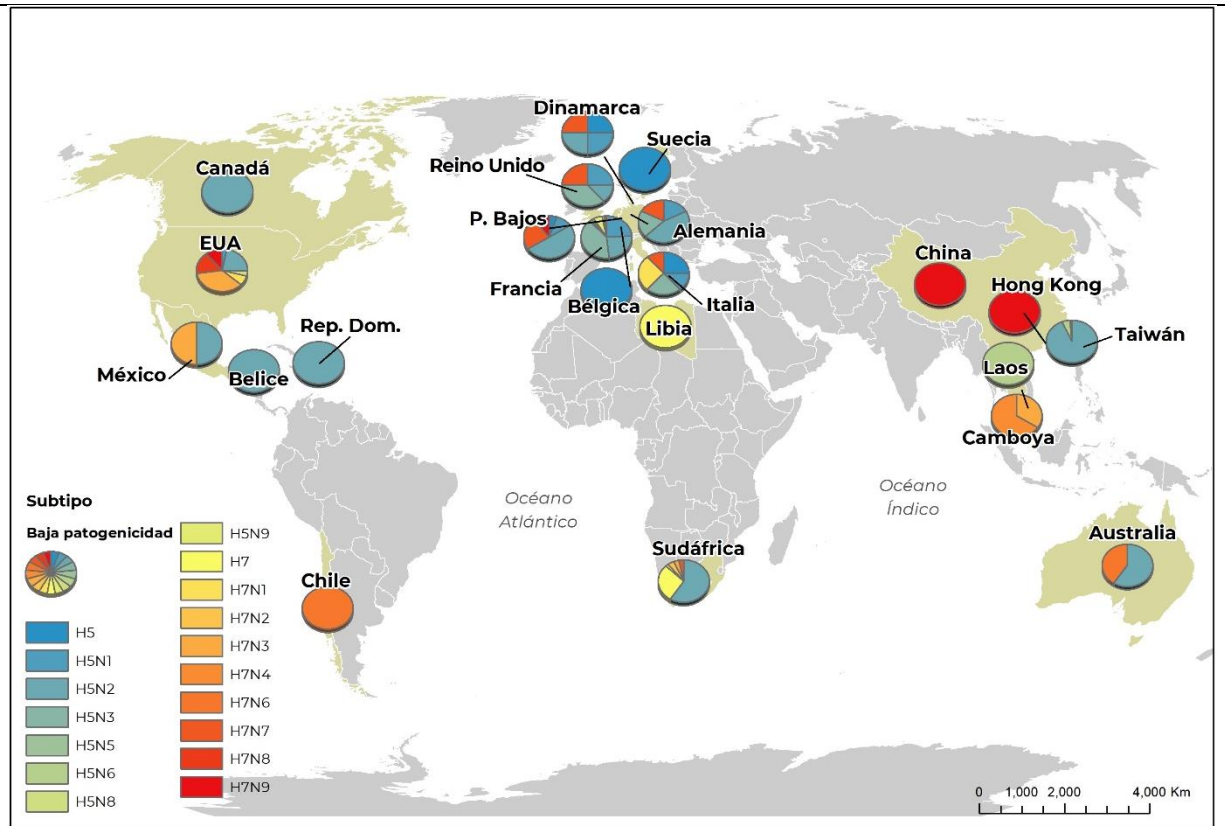 Dinamarca
Suecia
Reino Unido
Canadá
P. Bajos
Alemania
EUA
China
Hong Kong
Francia
Bélgica
Italia
Rep. Dom.
Libia
Taiwán
México
Belice
Laos
Camboya
Océano
Atlántico
Océano
Índico
Subtipo
Baja patogenicidad
Australia
Sudáfrica
Chile
H5
H5N1
H5N2
H5N3
H5N5
H5N6
H5N8
H5N9
H7
H7N1
H7N2
H7N3
H7N4
H7N6
H7N7
H7N8
H7N9
0 1,000 2,000 4,000 Km